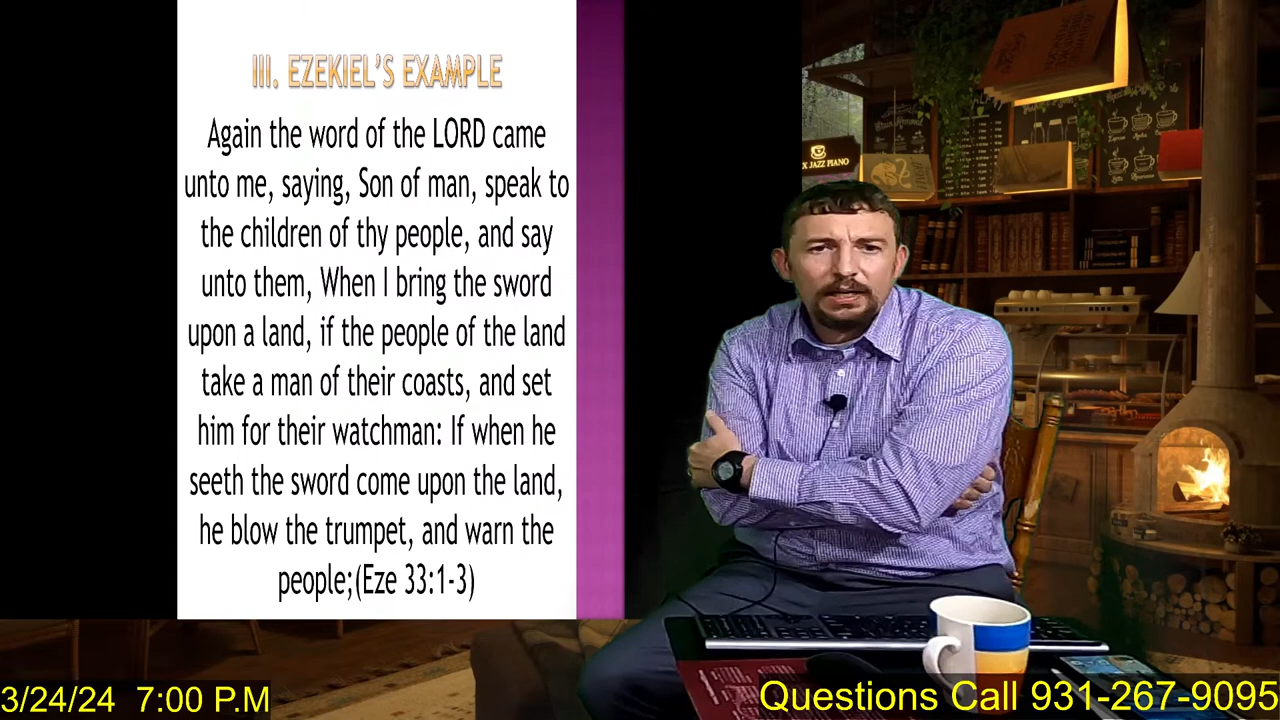 III. EZEKIEL'S EXAMPLE
Again the word of the LORD came
unto me, saying, Son of man, speak to
the children of thy people, and say
unto them, When I bring the sword
upon a land, if the people of the land
take a man of their coasts, and set
him for their watchman: If when he
seeth the sword come upon the land,
he blow the trumpet, and warn the
people;(Eze 33:1-3)
X JAZZ PIANO
3/24/24 7:00 P.M
Questions Call 931-267-9095